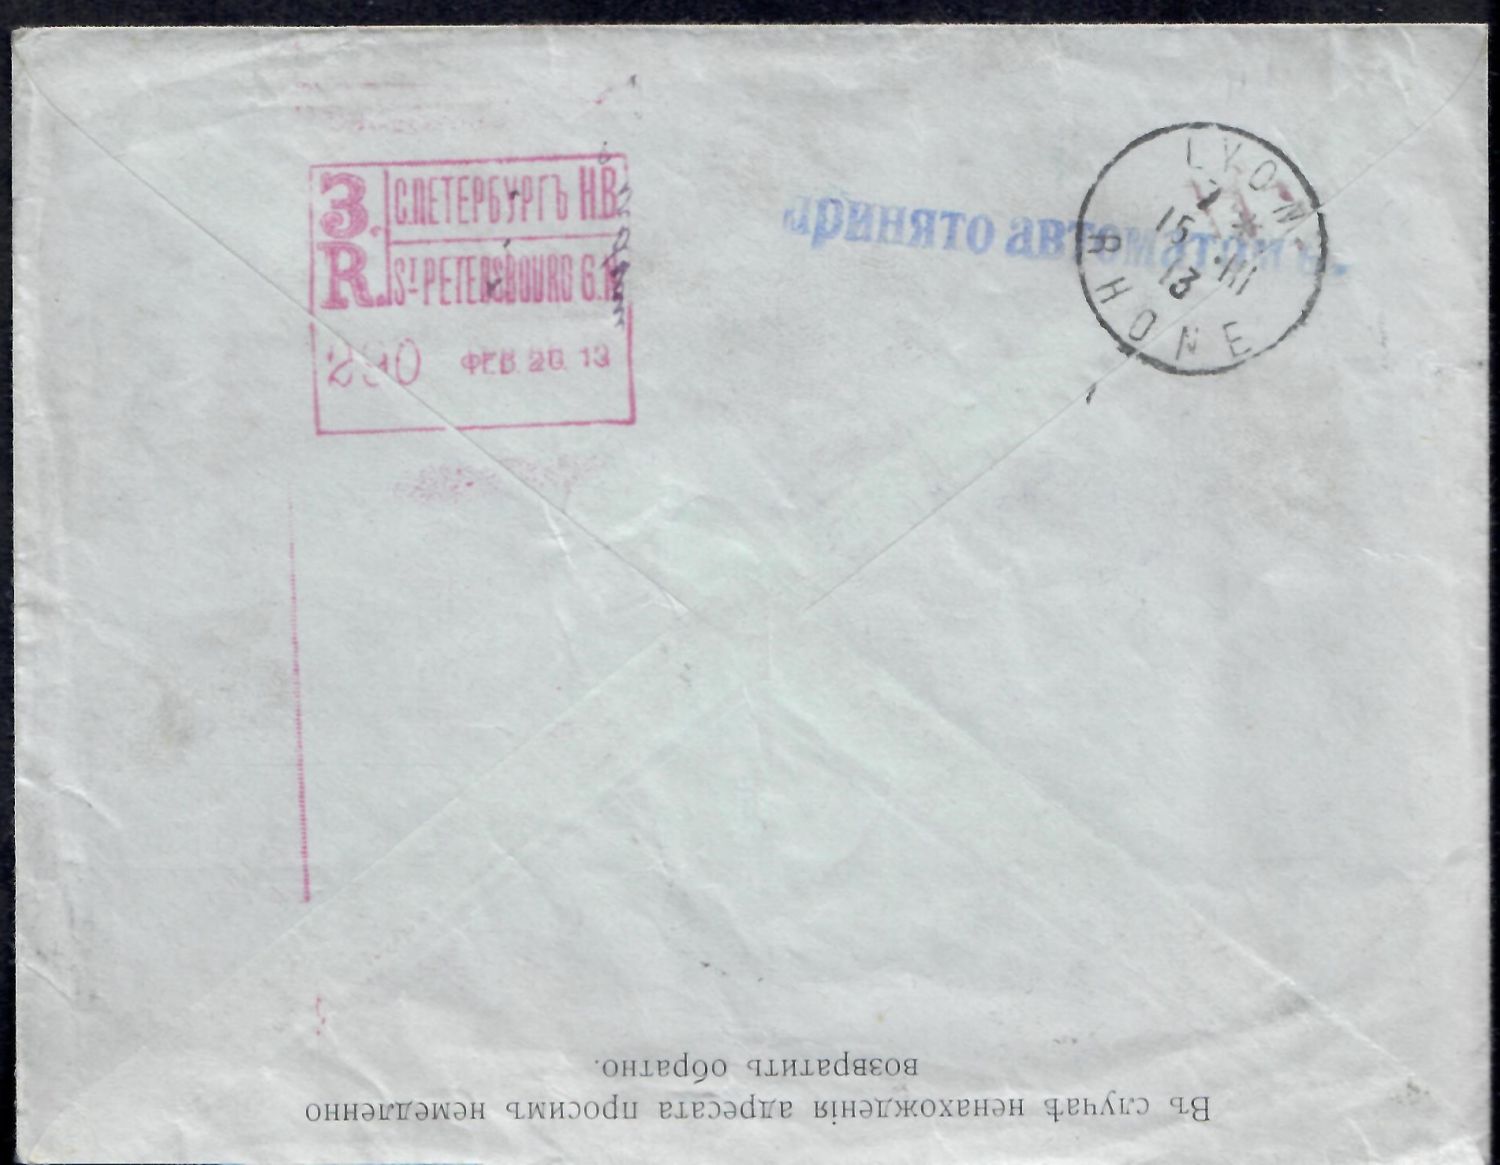 З.
R.
С.ПЕТЕРБУРГЪ Н.В.
ST PETERSBOURG 6.
290 ФЕВ. 26. 13
принято автоматомъ.
LYON
15 III
13
RHONE
Въ случаѣ ненахожденія адресата просимъ немедленно
возвратить обратно.